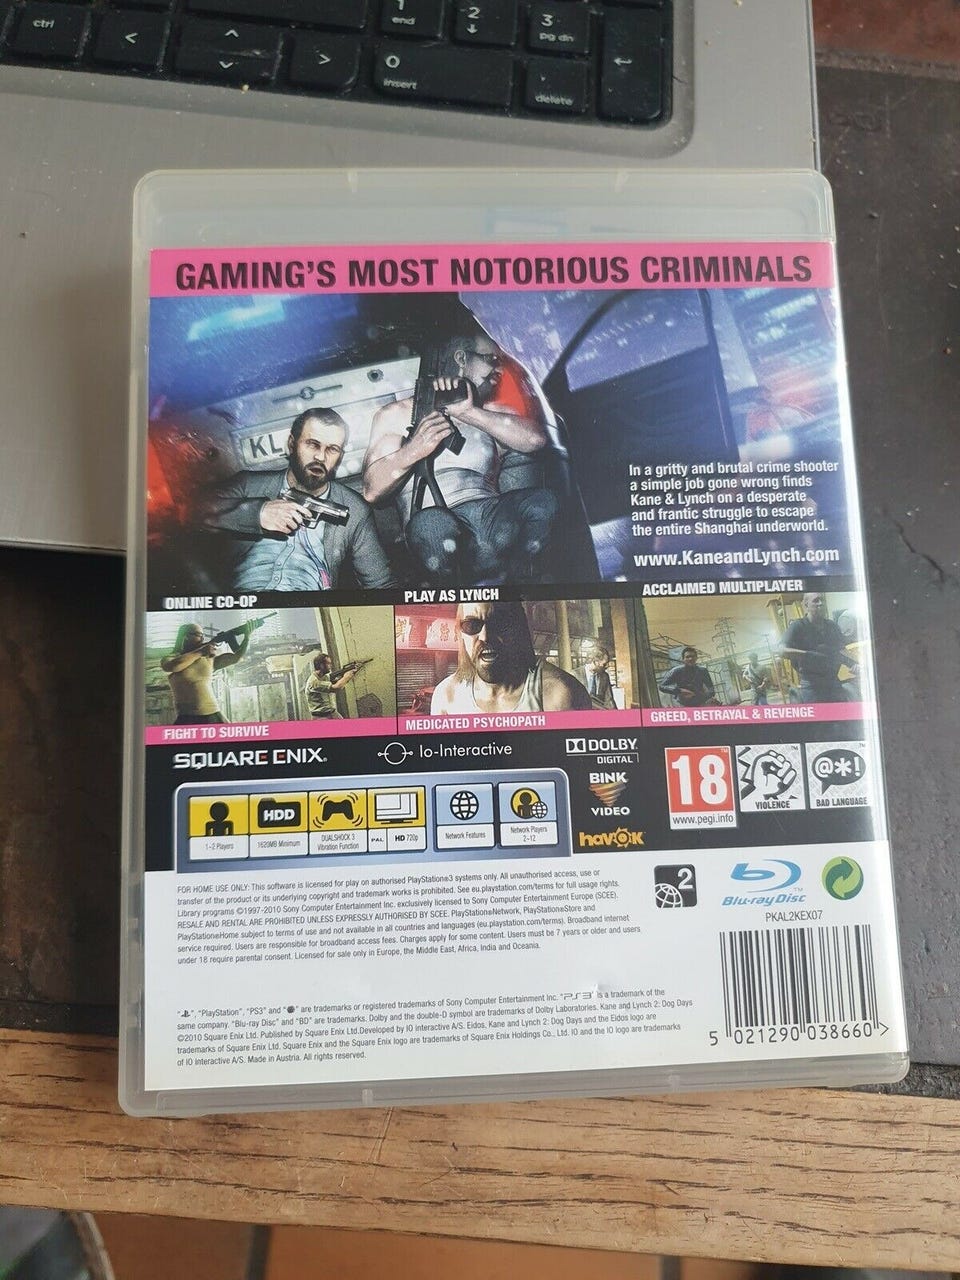 ctrl
1
end
2
3
pg dn
0
insert
.
delete
GAMING'S MOST NOTORIOUS CRIMINALS
KL
In a gritty and brutal crime shooter
a simple job gone wrong finds
Kane & Lynch on a desperate
and frantic struggle to escape
the entire Shanghai underworld.
www.KaneandLynch.com
ONLINE CO-OP
PLAY AS LYNCH
ACCLAIMED MULTIPLAYER
FIGHT TO SURVIVE
MEDICATED PSYCHOPATH
GREED, BETRAYAL & REVENGE
SQUARE ENIX.
Io-Interactive
DOLBY
DIGITAL
BINK
VIDEO
havok
18
www.pegi.info
VIOLENCE
@*!
BAD LANGUAGE
HDD
1-2 Players
1620MB Minimum
DUALSHOCK 3
Vibration Function
PAL
HD 720p
Network Features
Network Players
2-12
FOR HOME USE ONLY: This software is licensed for play on authorised PlayStation®3 systems only. All unauthorised access, use or
transfer of the product or its underlying copyright and trademark works is prohibited. See eu.playstation.com/terms for full usage rights.
Library programs ©1997-2010 Sony Computer Entertainment Inc. exclusively licensed to Sony Computer Entertainment Europe (SCEE).
RESALE AND RENTAL ARE PROHIBITED UNLESS EXPRESSLY AUTHORISED BY SCEE. PlayStation®Network, PlayStation®Store and
PlayStation®Home subject to terms of use and not available in all countries and languages (eu.playstation.com/terms). Broadband internet
service required. Users are responsible for broadband access fees. Charges apply for some content. Users must be 7 years or older and users
under 18 require parental consent. Licensed for sale only in Europe, the Middle East, Africa, India and Oceania.
2
Blu-ray Disc
TM
PKAL2KEX07
", "PlayStation", "PS3" and " " are trademarks or registered trademarks of Sony Computer Entertainment Inc. "PS3" is a trademark of the
same company. "Blu-ray Disc" and "BD" are trademarks. Dolby and the double-D symbol are trademarks of Dolby Laboratories. Kane and Lynch 2: Dog Days
©2010 Square Enix Ltd. Published by Square Enix Ltd.Developed by IO interactive A/S. Eidos, Kane and Lynch 2: Dog Days and the Eidos logo are
trademarks of Square Enix Ltd. Square Enix and the Square Enix logo are trademarks of Square Enix Holdings Co., Ltd. IO and the IO logo are trademarks
of IO Interactive A/S. Made in Austria. All rights reserved.
5 021290 038660 >